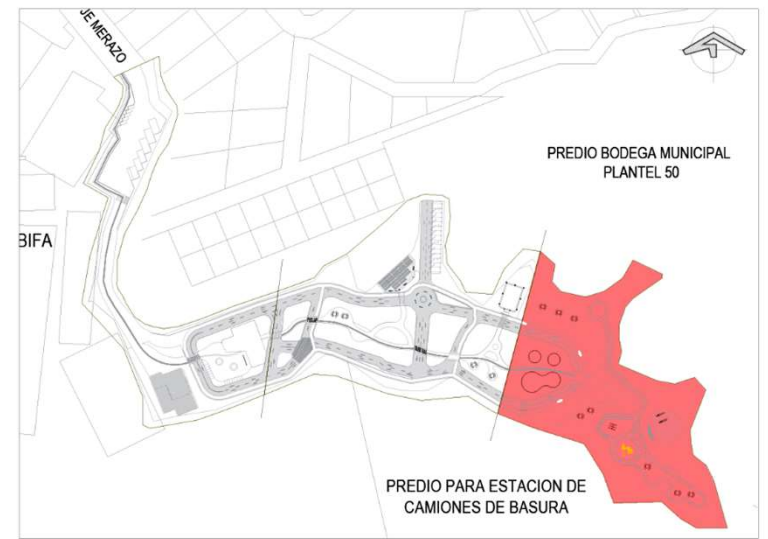 JE MERAZO
PREDIO BODEGA MUNICIPAL
PLANTEL 50
BIFA
PREDIO PARA ESTACION DE
CAMIONES DE BASURA